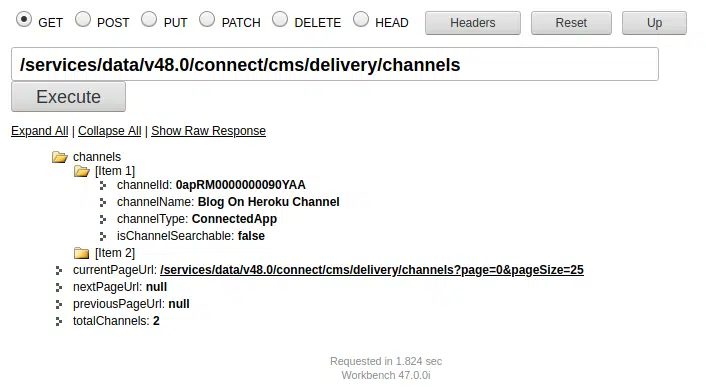 GET POST PUT PATCH DELETE HEAD Headers Reset Up
/services/data/v48.0/connect/cms/delivery/channels
Execute
Expand All | Collapse All | Show Raw Response
channels
[Item 1]
channelId: 0apRM0000000090YAA
channelName: Blog On Heroku Channel
channelType: ConnectedApp
isChannelSearchable: false
[Item 2]
currentPageUrl: /services/data/v48.0/connect/cms/delivery/channels?page=0&pageSize=25
nextPageUrl: null
previousPageUrl: null
totalChannels: 2
Requested in 1.824 sec
Workbench 47.0.0i